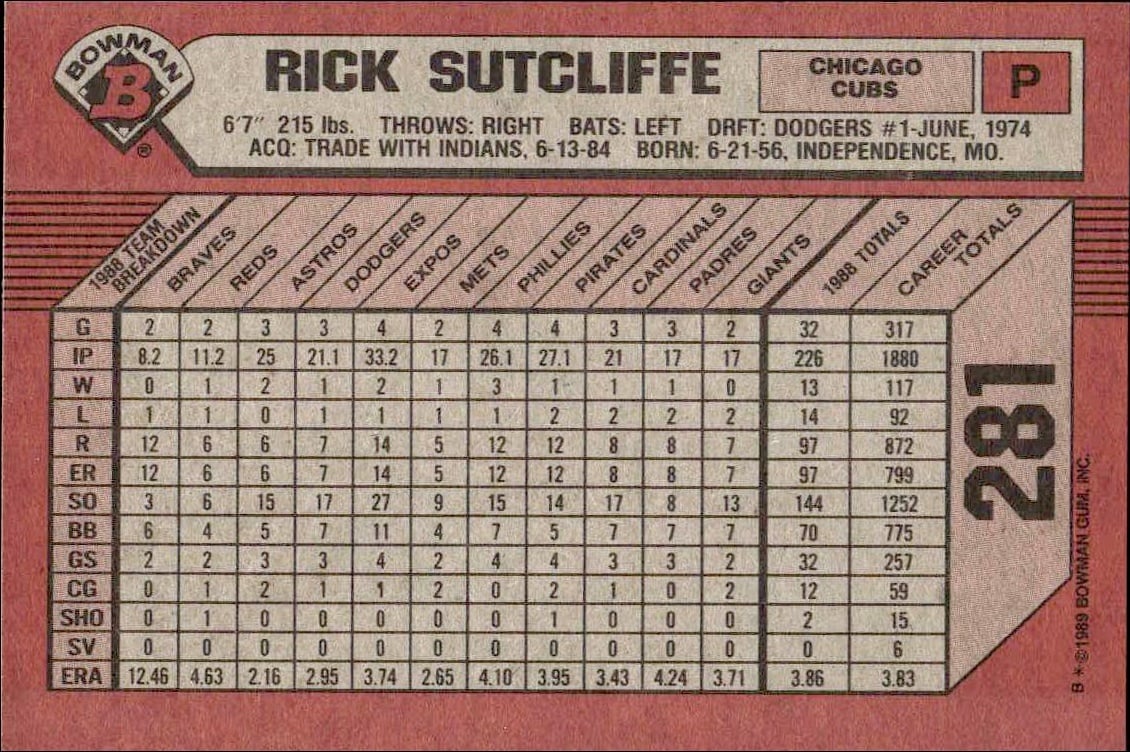 BOWMAN
B
®
RICK SUTCLIFFE
CHICAGO
CUBS
P
6'7" 215 lbs. THROWS: RIGHT BATS: LEFT DRFT: DODGERS #1-JUNE, 1974
ACQ: TRADE WITH INDIANS, 6-13-84 BORN: 6-21-56, INDEPENDENCE, MO.
1988 TEAM BREAKDOWN BRAVES REDS ASTROS DODGERS EXPOS METS PHILLIES PIRATES CARDINALS PADRES GIANTS 1988 TOTALS CAREER TOTALS
G 2 2 3 3 4 2 4 4 3 3 2 32 317
IP 8.2 11.2 25 21.1 33.2 17 26.1 27.1 21 17 17 226 1880
W 0 1 2 1 2 1 3 1 1 1 0 13 117
L 1 1 0 1 1 1 1 2 2 2 2 14 92
R 12 6 6 7 14 5 12 12 8 8 7 97 872
ER 12 6 6 7 14 5 12 12 8 8 7 97 799
SO 3 6 15 17 27 9 15 14 17 8 13 144 1252
BB 6 4 5 7 11 4 7 5 7 7 7 70 775
GS 2 2 3 3 4 2 4 4 3 3 2 32 257
CG 0 1 2 1 1 2 0 2 1 0 2 12 59
SHO 0 1 0 0 0 0 0 1 0 0 0 2 15
SV 0 0 0 0 0 0 0 0 0 0 0 0 6
ERA 12.46 4.63 2.16 2.95 3.74 2.65 4.10 3.95 3.43 4.24 3.71 3.86 3.83
281
B*©1989 BOWMAN GUM, INC.